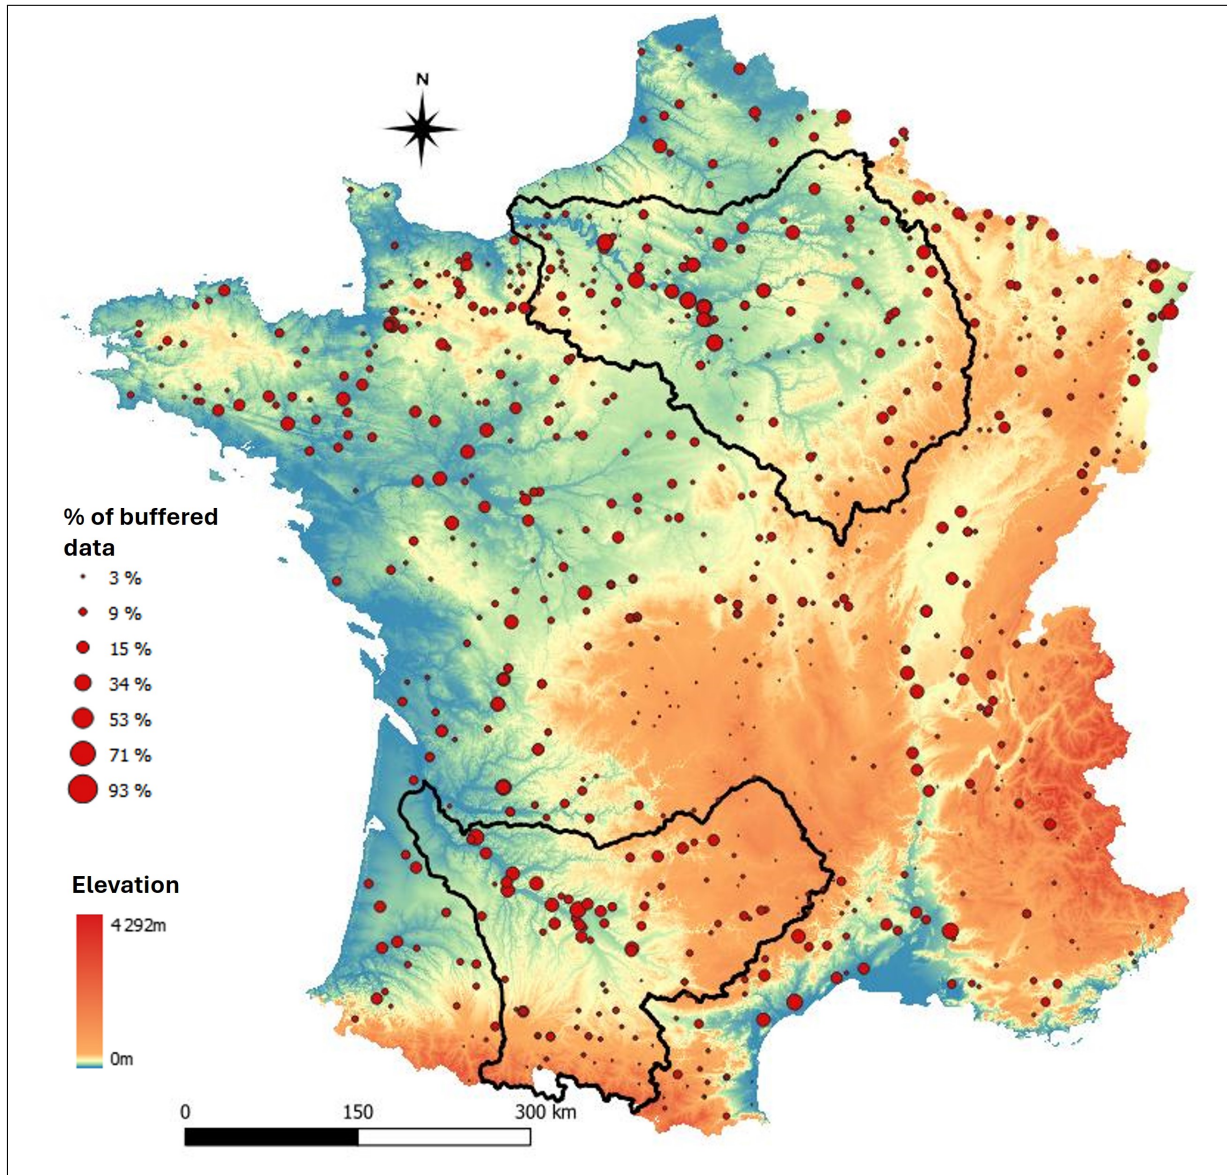 N
% of buffered
data
3 %
9 %
15 %
34 %
53 %
71 %
93 %
Elevation
4 292m
0m
0 150 300 km